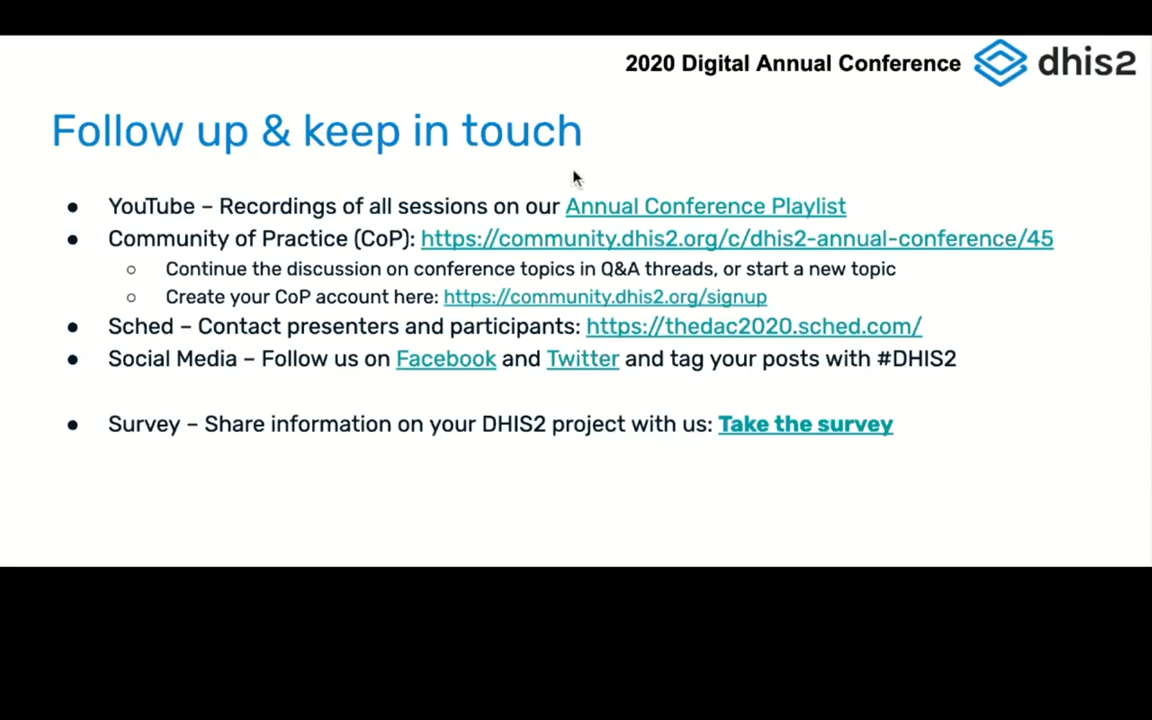 2020 Digital Annual Conference dhis2
Follow up & keep in touch
● YouTube – Recordings of all sessions on our Annual Conference Playlist
● Community of Practice (CoP): https://community.dhis2.org/c/dhis2-annual-conference/45
○ Continue the discussion on conference topics in Q&A threads, or start a new topic
○ Create your CoP account here: https://community.dhis2.org/signup
● Sched – Contact presenters and participants: https://thedac2020.sched.com/
● Social Media – Follow us on Facebook and Twitter and tag your posts with #DHIS2
● Survey – Share information on your DHIS2 project with us: Take the survey